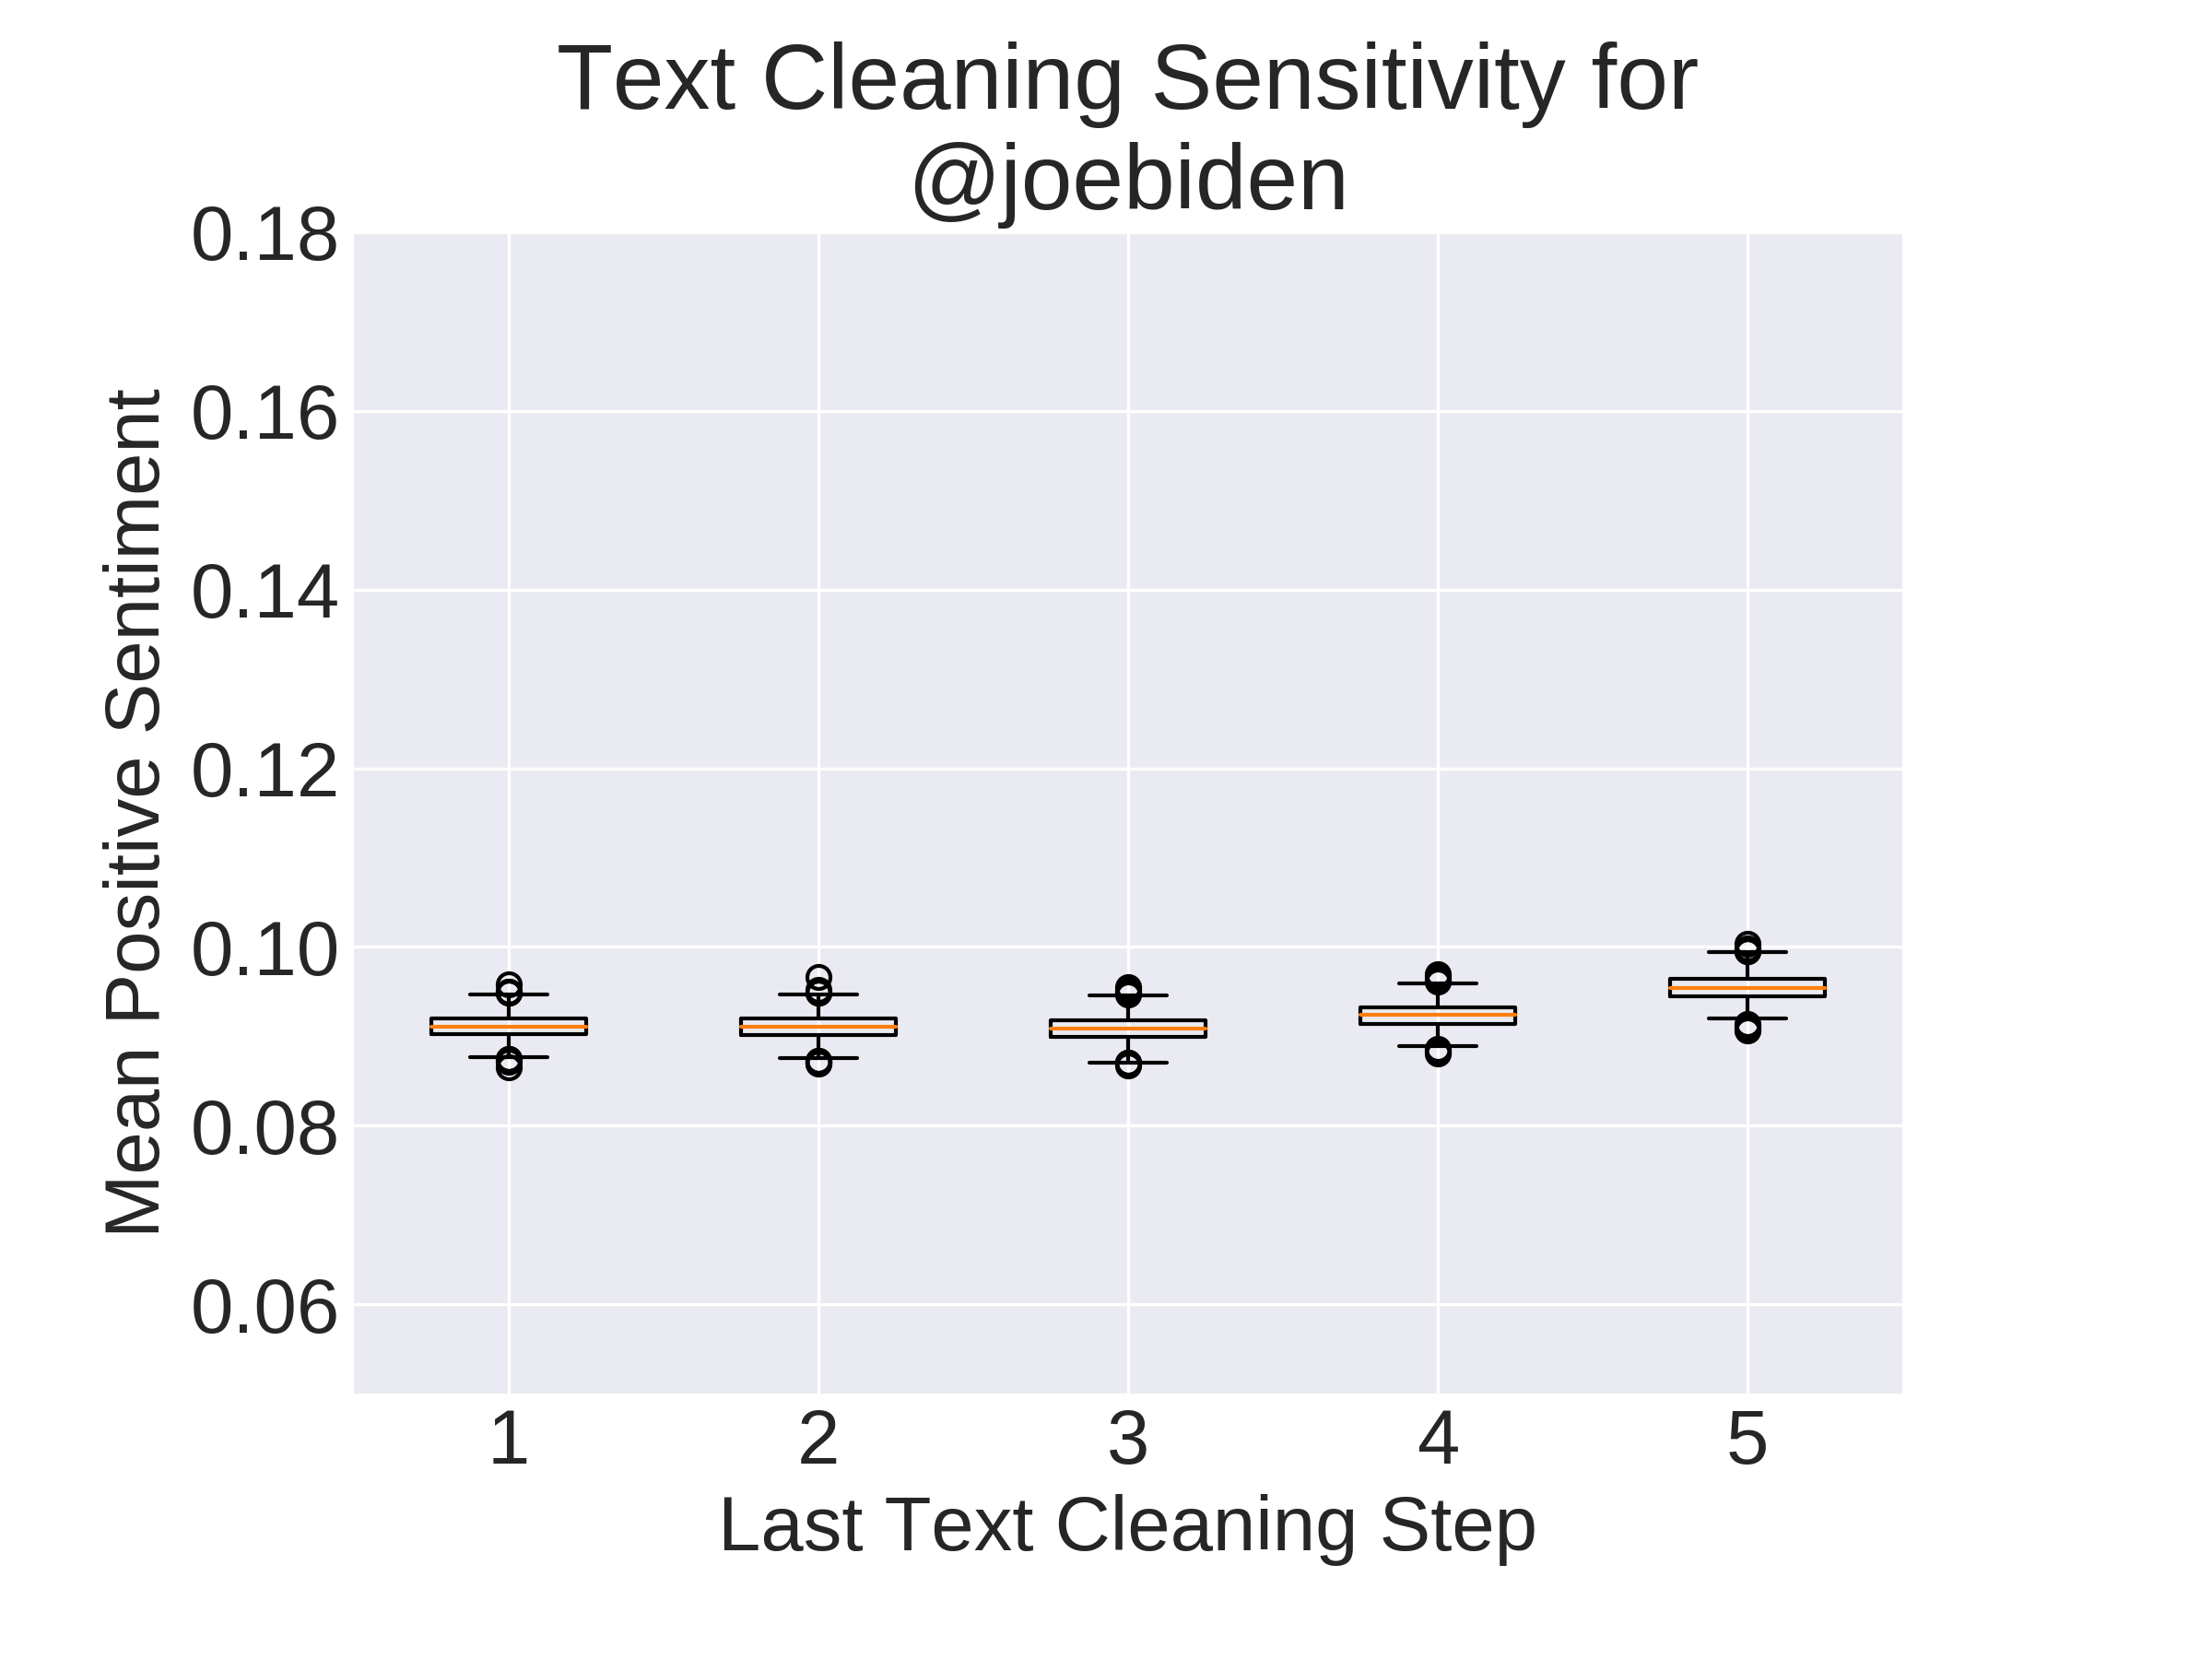 Text Cleaning Sensitivity for
@joebiden
Mean Positive Sentiment
0.18
0.16
0.14
0.12
0.10
0.08
0.06
1 2 3 4 5
Last Text Cleaning Step